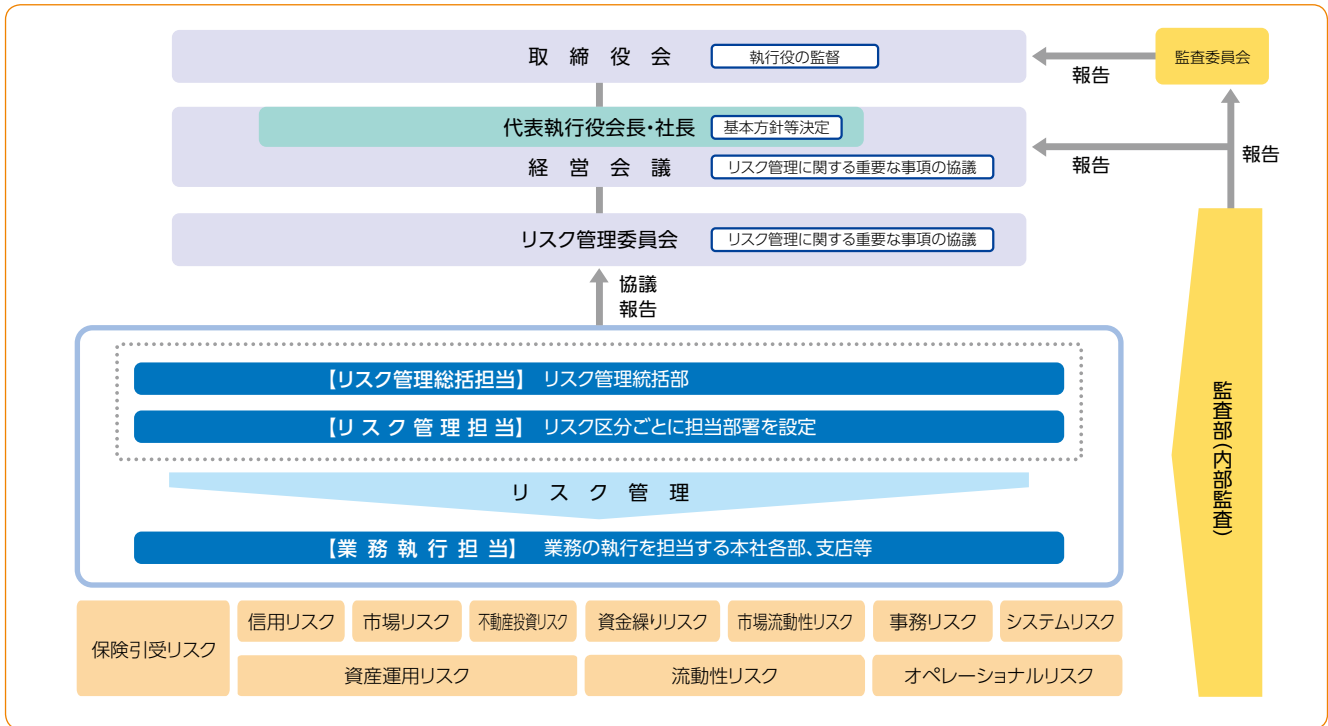 取締役会 執行役の監督
監査委員会
報告
代表執行役会長・社長 基本方針等決定
経営会議 リスク管理に関する重要な事項の協議
報告
報告
リスク管理委員会 リスク管理に関する重要な事項の協議
協議
報告
【リスク管理総括担当】 リスク管理統括部
【リスク管理担当】 リスク区分ごとに担当部署を設定
リスク管理
【業務執行担当】 業務の執行を担当する本社各部、支店等
監査部(内部監査)
保険引受リスク
信用リスク 市場リスク 不動産投資リスク 資金繰りリスク 市場流動性リスク 事務リスク システムリスク
資産運用リスク 流動性リスク オペレーショナルリスク